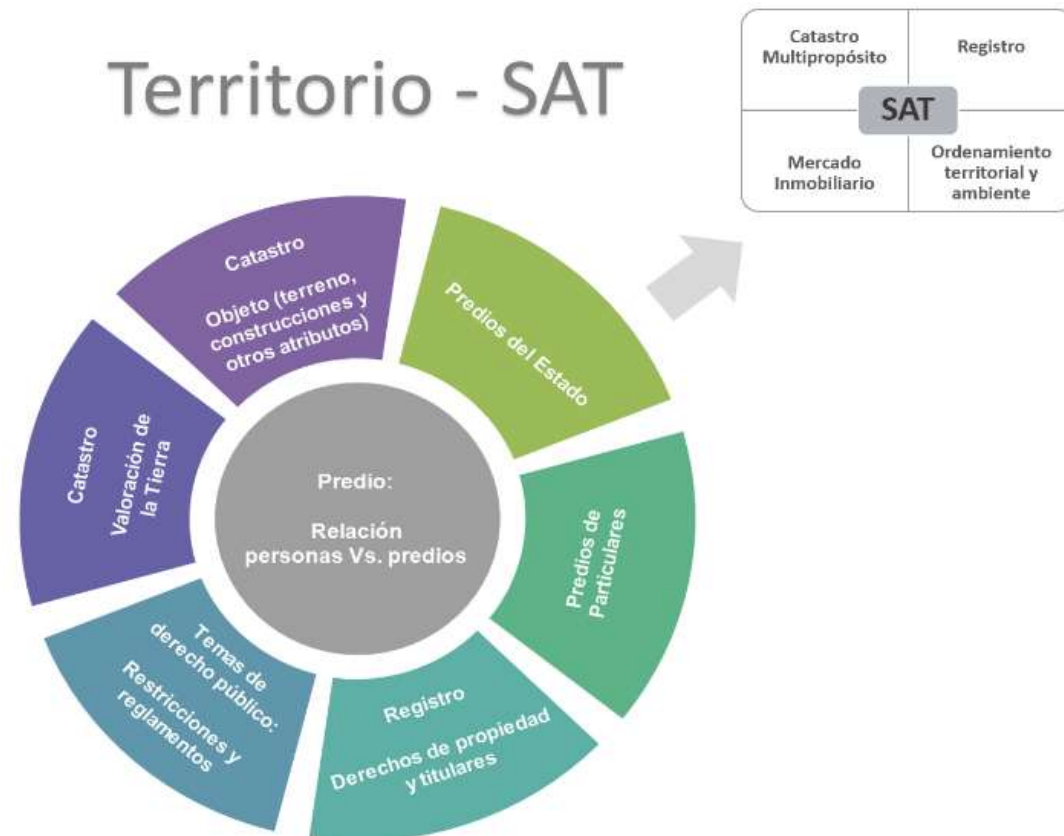 Territorio - SAT
Catastro
Multipropósito
Registro
SAT
Mercado
Inmobiliario
Ordenamiento
territorial y
ambiente
Catastro
Objeto (terreno,
construcciones y
otros atributos)
Predios del Estado
Predios de
Particulares
Registro
Derechos de propiedad
y titulares
Temas de
derecho público:
Restricciones y
reglamentos
Catastro
Valoración de
la Tierra
Predio:
Relación
personas Vs. predios